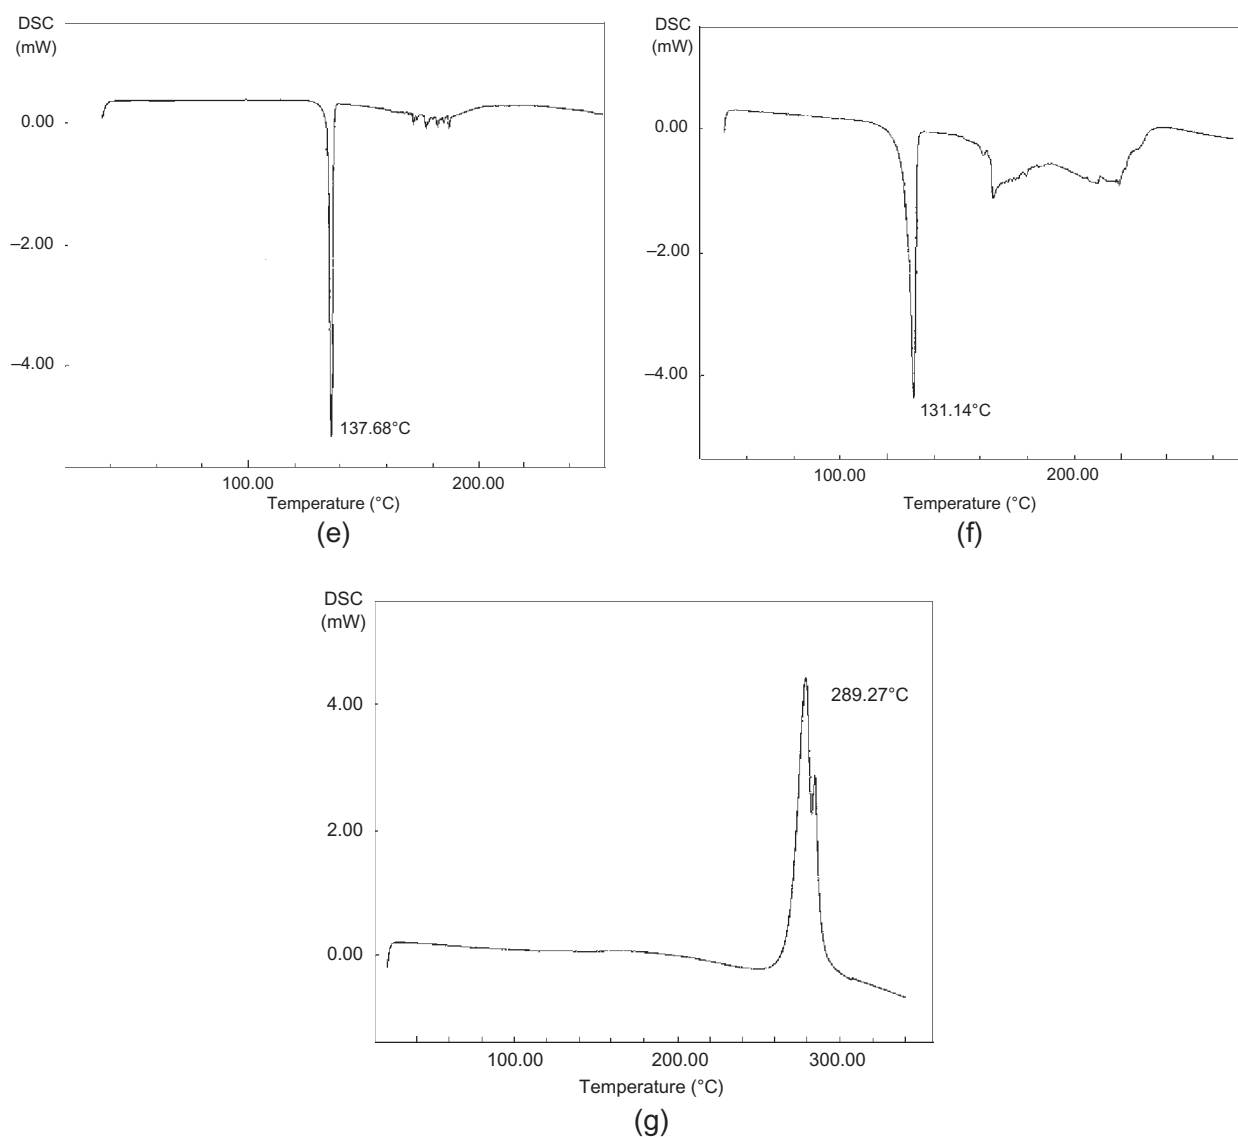 DSC
(mW)
0.00
–2.00
–4.00
137.68°C
100.00
200.00
Temperature (°C)
(e)
DSC
(mW)
0.00
–2.00
–4.00
131.14°C
100.00
200.00
Temperature (°C)
(f)
DSC
(mW)
4.00
2.00
0.00
289.27°C
100.00
200.00
300.00
Temperature (°C)
(g)